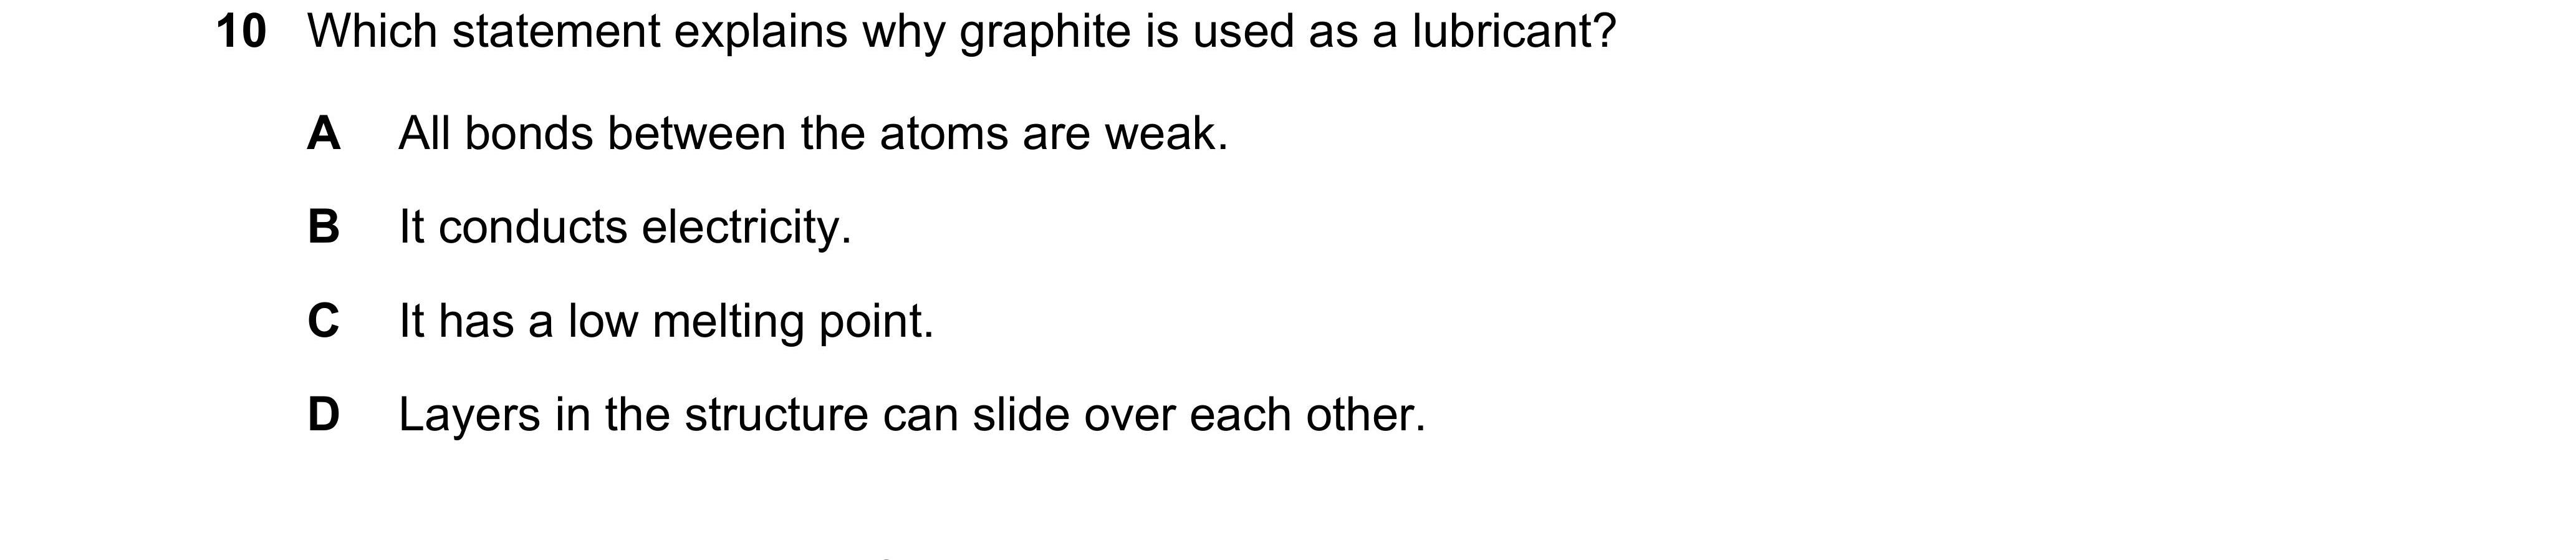 10 Which statement explains why graphite is used as a lubricant?
A All bonds between the atoms are weak.
B It conducts electricity.
C It has a low melting point.
D Layers in the structure can slide over each other.